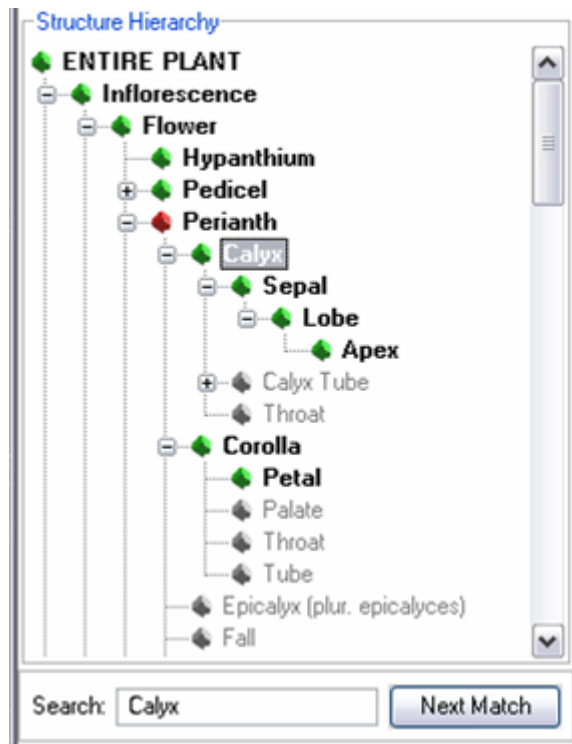 Structure Hierarchy
ENTIRE PLANT
Inflorescence
Flower
Hypanthium
Pedicel
Perianth
Calyx
Sepal
Lobe
Apex
Calyx Tube
Throat
Corolla
Petal
Palate
Throat
Tube
Epicalyx (plur. epicalyces)
Fall
Search: Calyx Next Match